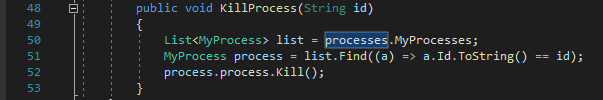 48 public void KillProcess(String id)
49 {
50 List<MyProcess> list = processes.MyProcesses;
51 MyProcess process = list.Find((a) => a.Id.ToString() == id);
52 process.process.Kill();
53 }